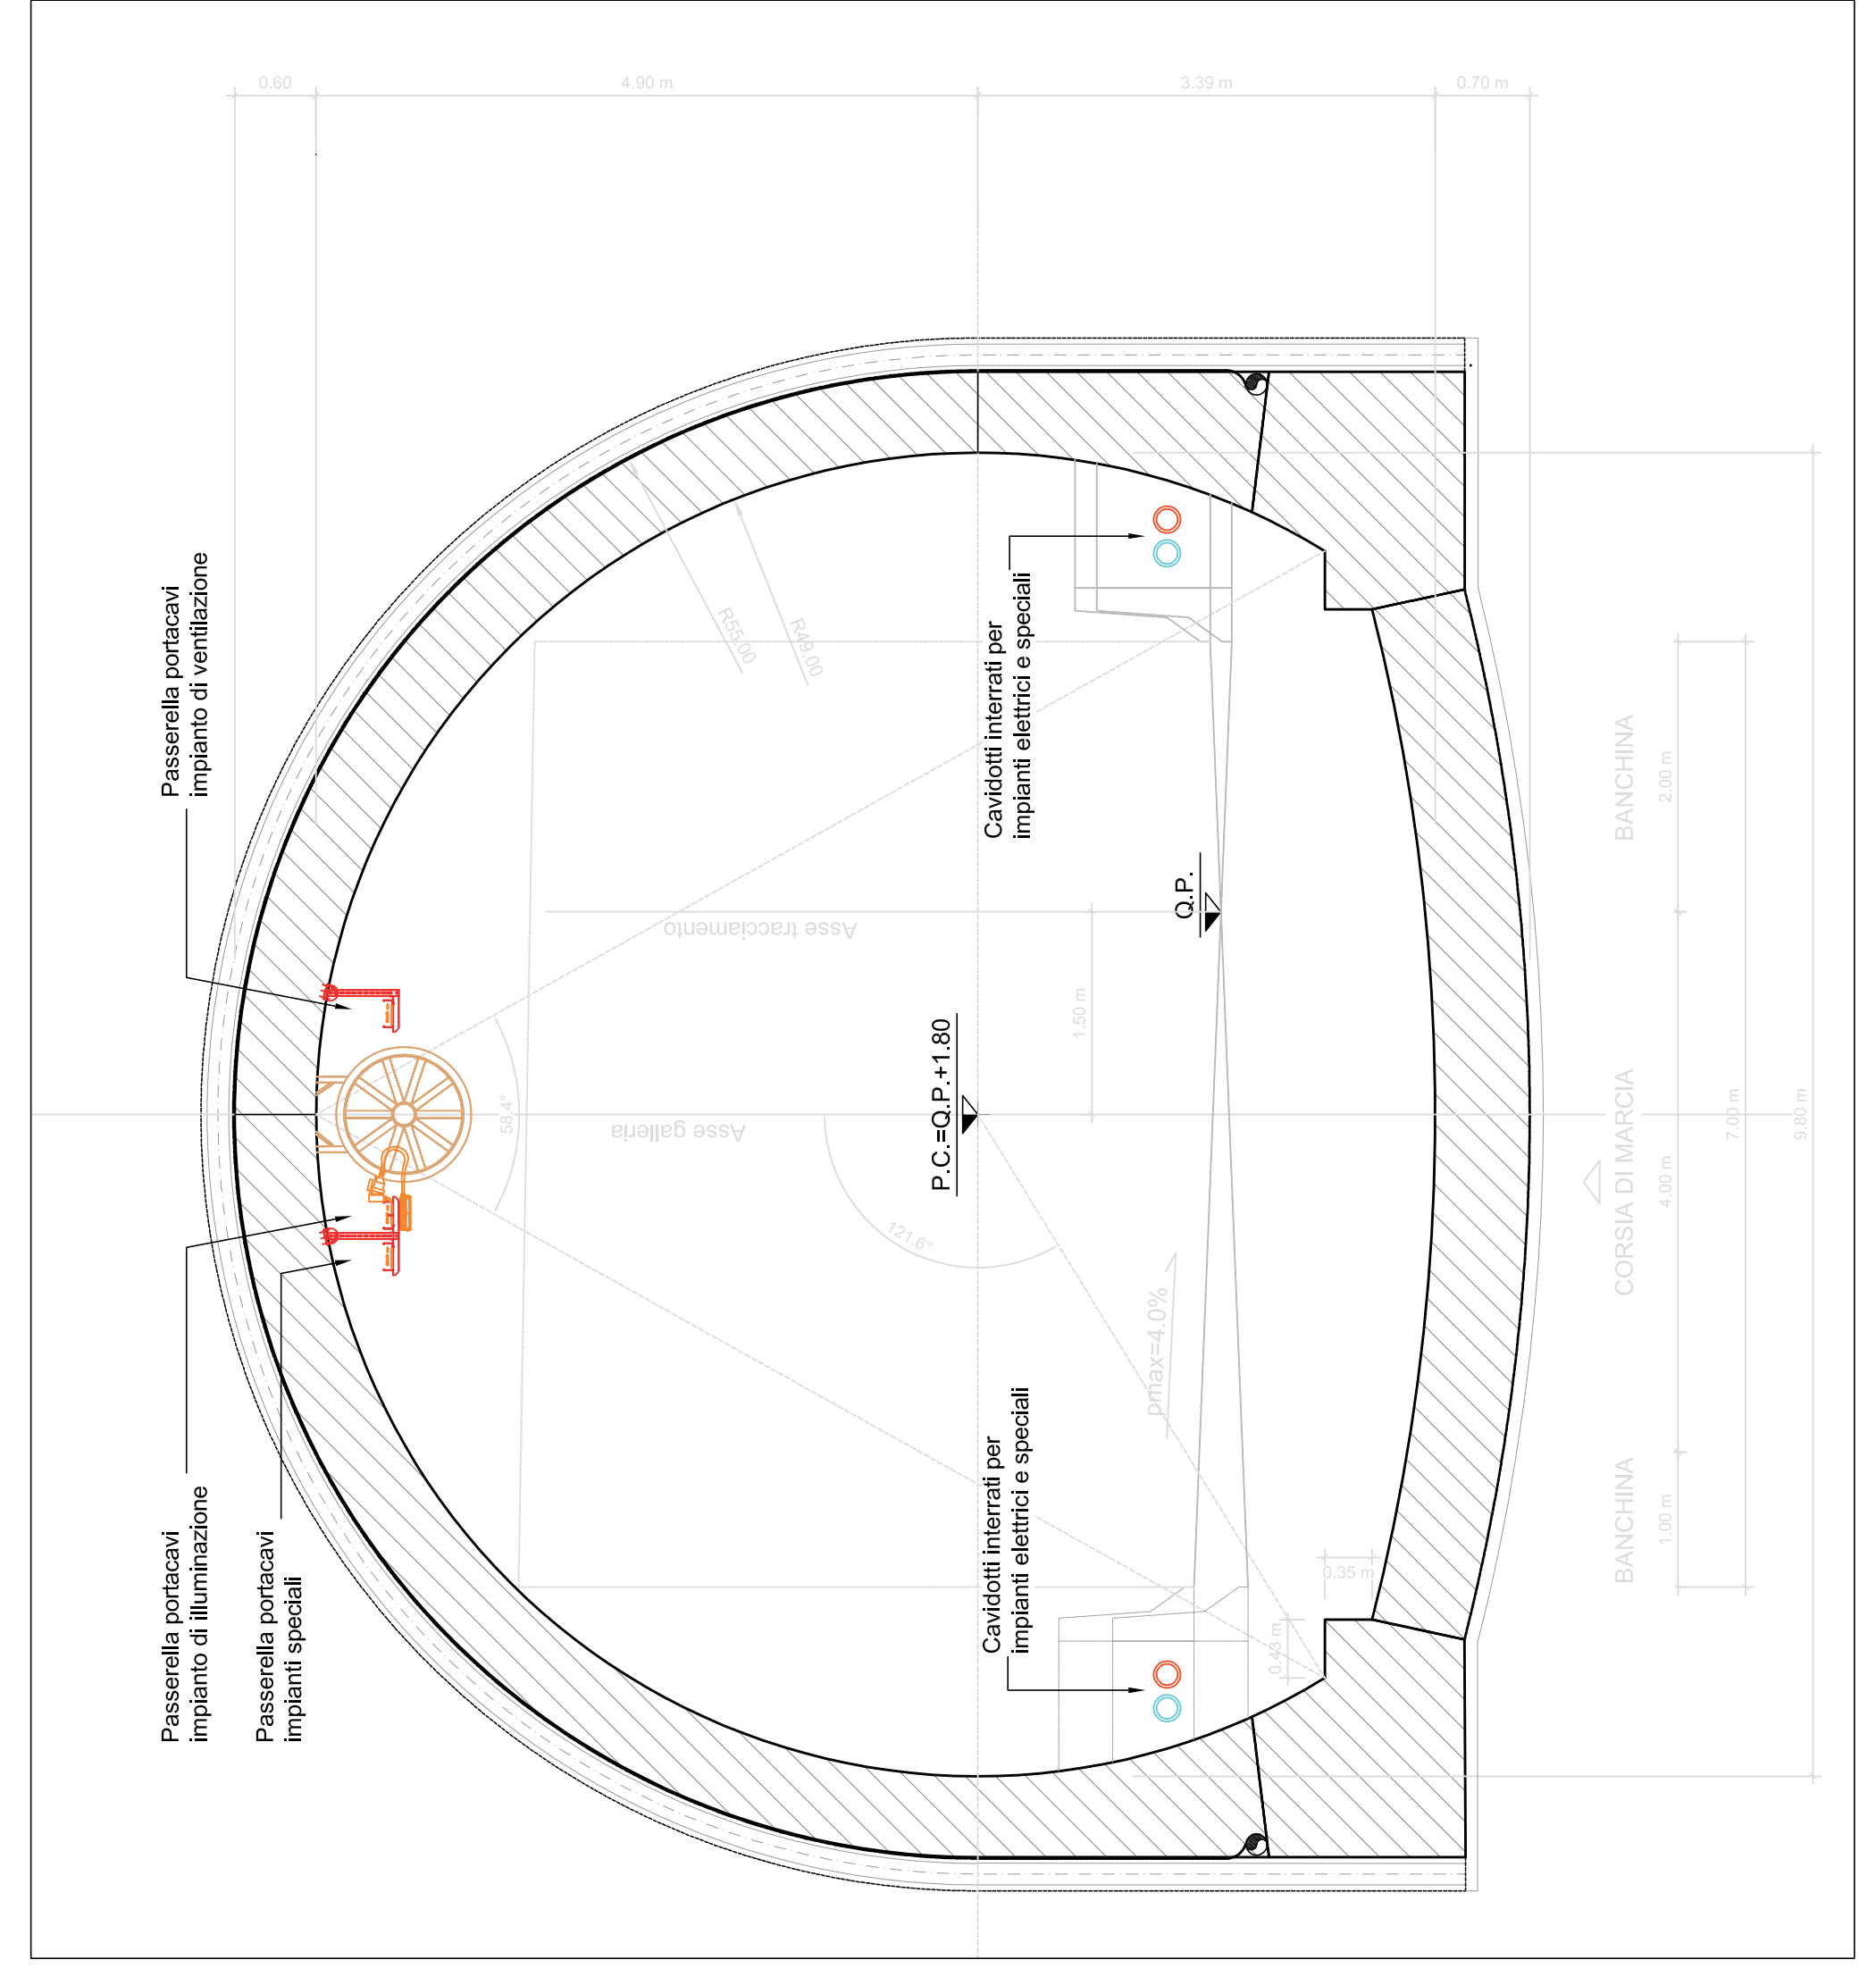 Passerella portacavi
impianto di illuminazione
Passerella portacavi
impianti speciali
Passerella portacavi
impianto di ventilazione
0.60
4.90 m
3.39 m
0.70 m
R55.00
R49.00
58.4°
121.6°
Asse galleria
Asse tracciamento
P.C.=Q.P.+1.80
Q.P.
1.50 m
pmax=4.0%
Cavidotti interrati per
impianti elettrici e speciali
Cavidotti interrati per
impianti elettrici e speciali
0.43 m
0.35 m
BANCHINA
CORSIA DI MARCIA
BANCHINA
1.00 m
4.00 m
2.00 m
7.00 m
9.80 m